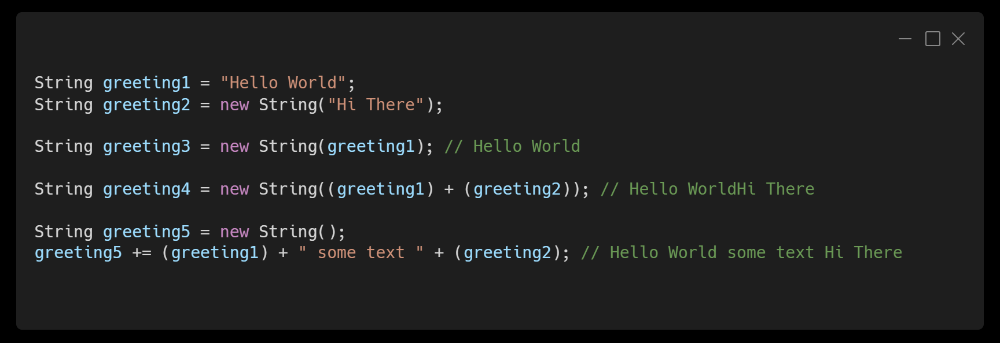 String greeting1 = "Hello World";
String greeting2 = new String("Hi There");
String greeting3 = new String(greeting1); // Hello World
String greeting4 = new String((greeting1) + (greeting2)); // Hello WorldHi There
String greeting5 = new String();
greeting5 += (greeting1) + " some text " + (greeting2); // Hello World some text Hi There